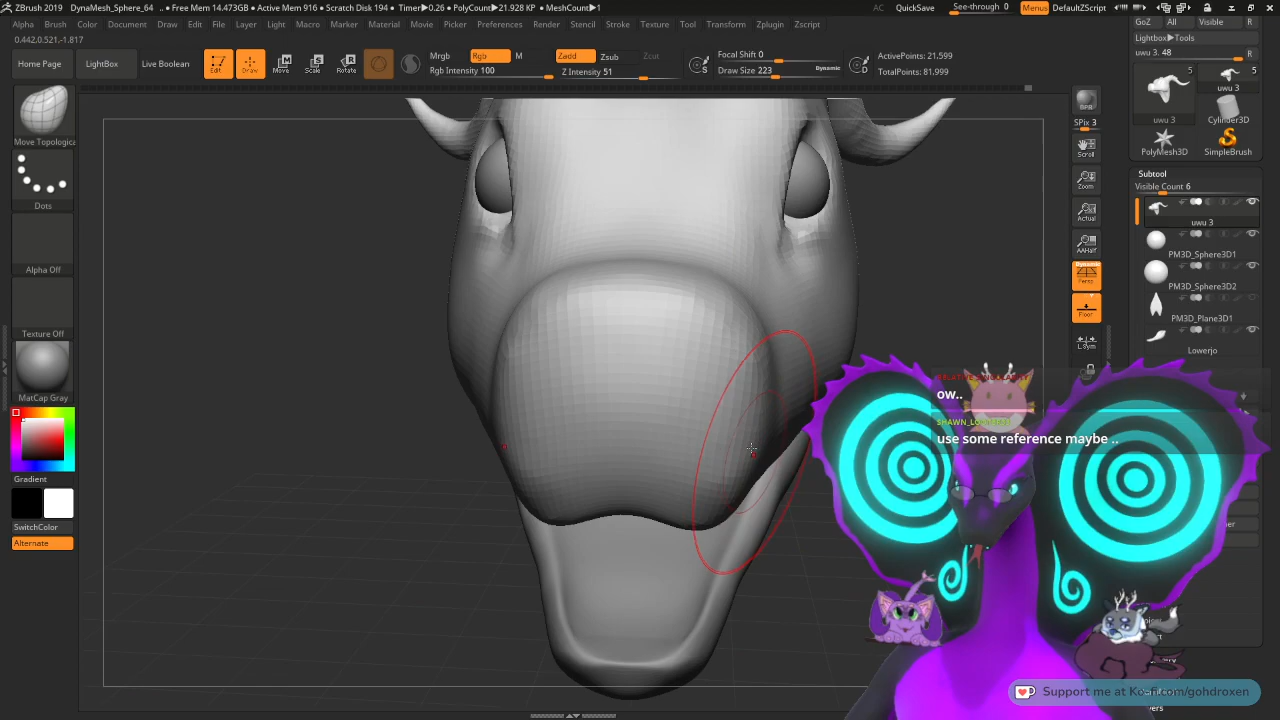 ZBrush 2019 DynaMesh_Sphere_64 .. ● Free Mem 14.473GB ● Active Mem 916 ● Scratch Disk 194 ● Timer▶0.26 ● PolyCount▶21.928 KP ● MeshCount▶1
AC QuickSave See-through 0 Menus DefaultZScript
Alpha Brush Color Document Draw Edit File Layer Light Macro Marker Material Movie Picker Preferences Render Stencil Stroke Texture Tool Transform Zplugin Zscript
0.442,0.521,-1.817
Home Page LightBox Live Boolean Edit Draw Move Scale Rotate
Mrgb Rgb M Zadd Zsub Zcut
Rgb Intensity 100 Z Intensity 51
Focal Shift 0
Draw Size 223 Dynamic
ActivePoints: 21,599
TotalPoints: 81,999
GoZ All Visible R
Lightbox▶Tools
uwu 3. 48 R
5 5
uwu 3
uwu 3 Cylinder3D
PolyMesh3D SimpleBrush
Subtool
Visible Count 6
uwu 3
PM3D_Sphere3D1
PM3D_Sphere3D2
PM3D_Plane3D1
Lowerjo
BPR
SPix 3
Scroll
Zoom
Actual
AAHalf
Dynamic
Persp
Floor
L.Sym
Move Topologica
Dots
Alpha Off
Texture Off
MatCap Gray
Gradient
SwitchColor
Alternate
ow..
use some reference maybe ..
Support me at Ko-fi.com/gohdroxen